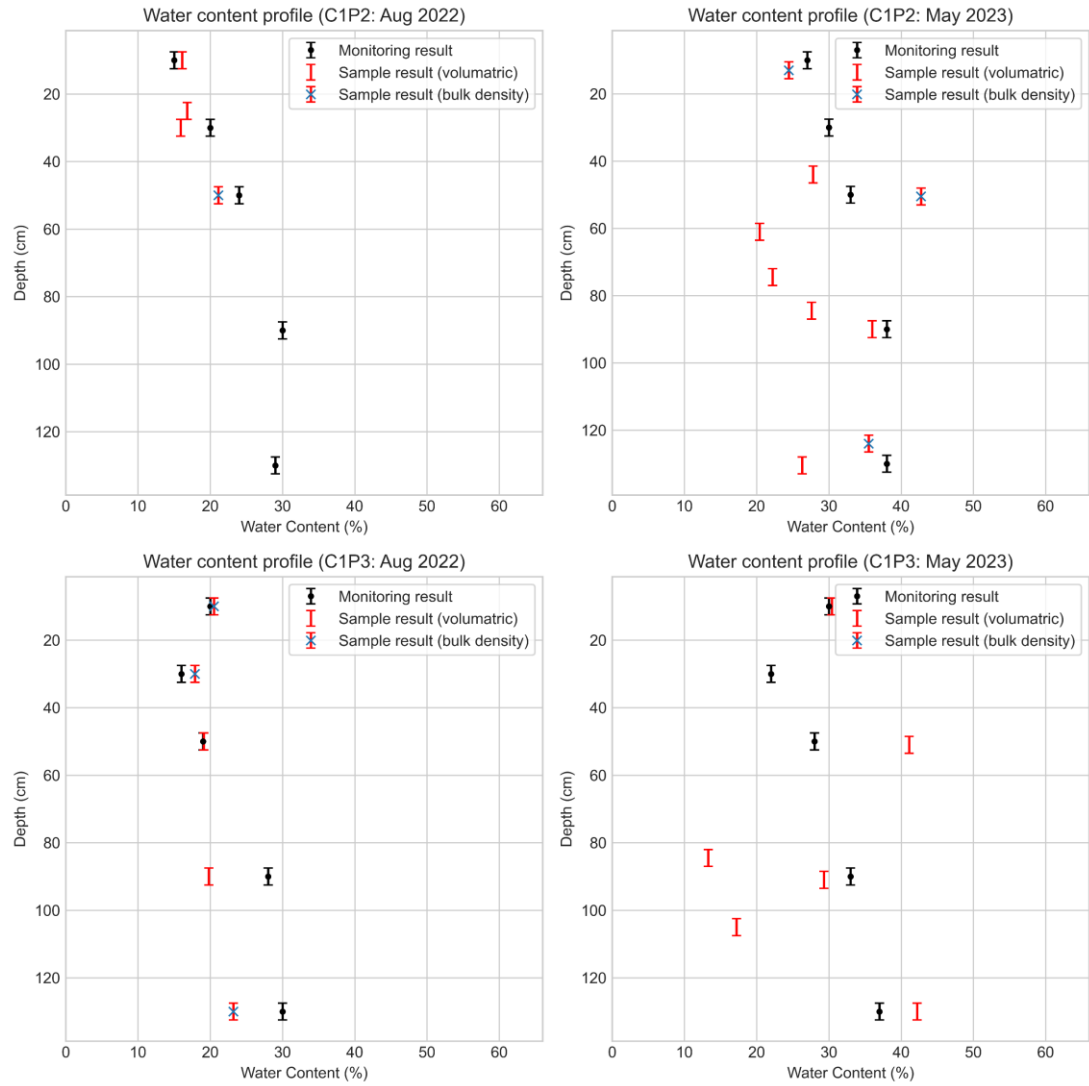 Water content profile (C1P2: Aug 2022)
Monitoring result
Sample result (volumatric)
Sample result (bulk density)
20
40
60
80
100
120
Depth (cm)
0 10 20 30 40 50 60
Water Content (%)
Water content profile (C1P2: May 2023)
Monitoring result
Sample result (volumatric)
Sample result (bulk density)
20
40
60
80
100
120
Depth (cm)
0 10 20 30 40 50 60
Water Content (%)
Water content profile (C1P3: Aug 2022)
Monitoring result
Sample result (volumatric)
Sample result (bulk density)
20
40
60
80
100
120
Depth (cm)
0 10 20 30 40 50 60
Water Content (%)
Water content profile (C1P3: May 2023)
Monitoring result
Sample result (volumatric)
Sample result (bulk density)
20
40
60
80
100
120
Depth (cm)
0 10 20 30 40 50 60
Water Content (%)